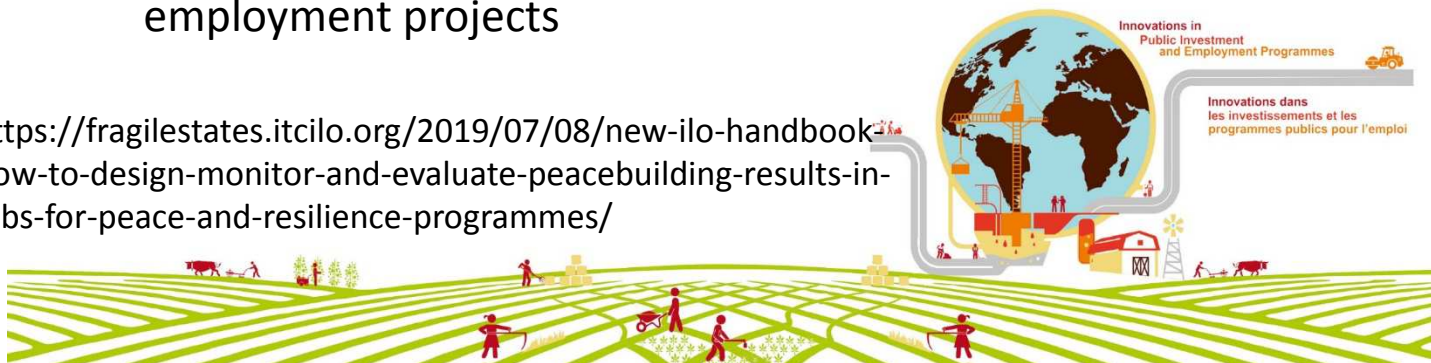 employment projects
ttps://fragilestates.itcilo.org/2019/07/08/new-ilo-handbook-
ow-to-design-monitor-and-evaluate-peacebuilding-results-in-
bs-for-peace-and-resilience-programmes/
Innovations in
Public Investment
and Employment Programmes
Innovations dans
les investissements et les
programmes publics pour l'emploi